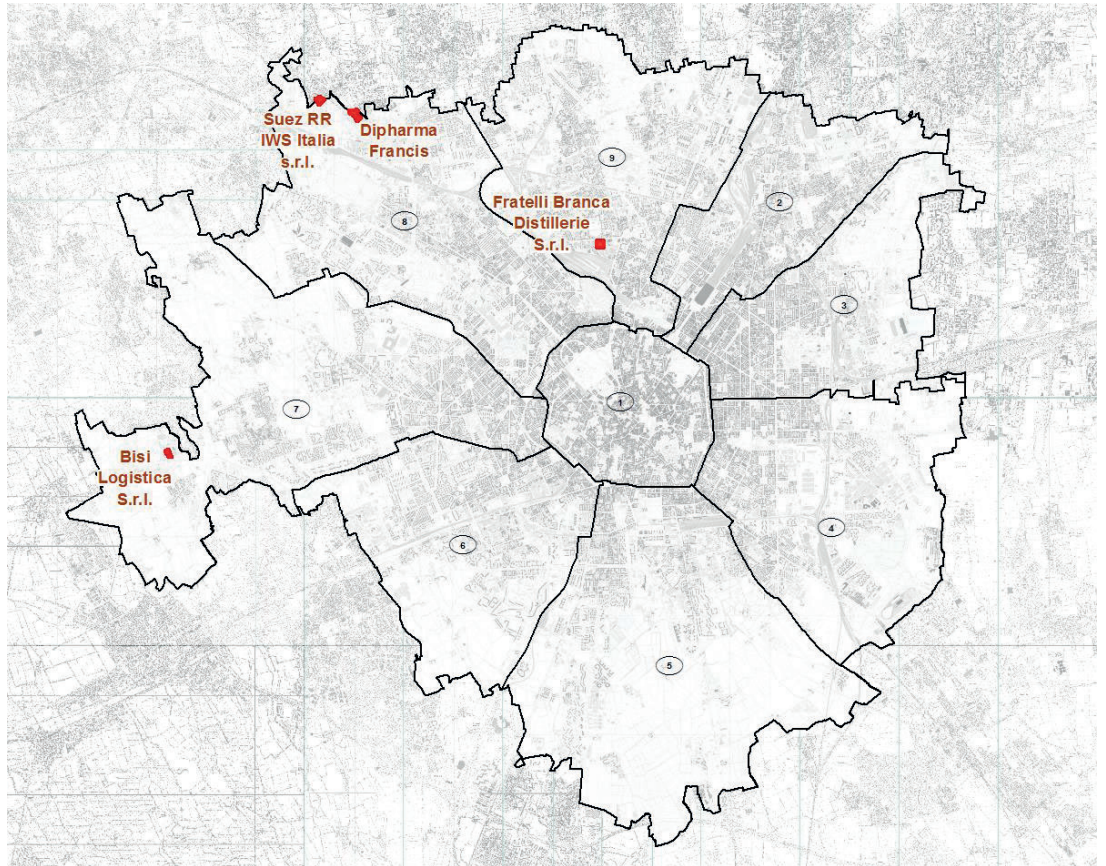 Suez RR
IWS Italia
s.r.l.
Dipharma
Francis
9
2
Fratelli Branca
Distillerie
S.r.l.
8
3
1
7
Bisi
Logistica
S.r.l.
4
6
5